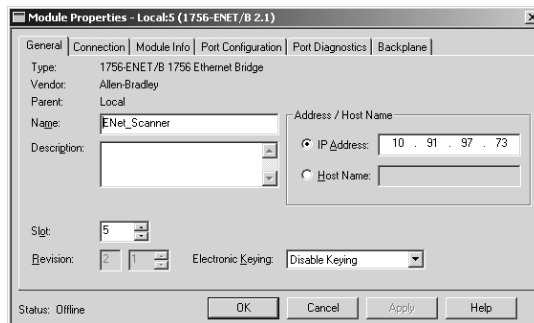 Module Properties - Local:5 (1756-ENET/B 2.1)
General Connection Module Info Port Configuration Port Diagnostics Backplane
Type: 1756-ENET/B 1756 Ethernet Bridge
Vendor: Allen-Bradley
Parent: Local
Name: ENet_Scanner
Address / Host Name
Description:
IP Address: 10 . 91 . 97 . 73
Host Name:
Slot: 5
Revision: 2 1 Electronic Keying: Disable Keying
Status: Offline OK Cancel Apply Help